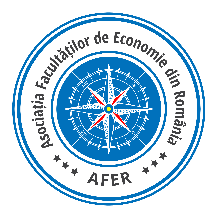 Asociația Facultăților de Economie din România
AFER